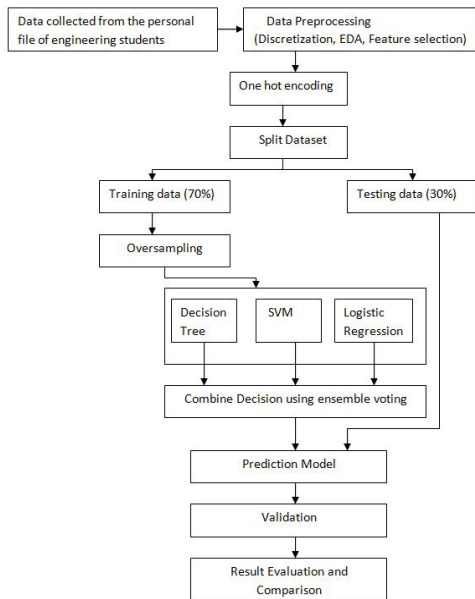 Data collected from the personal
file of engineering students
Data Preprocessing
(Discretization, EDA, Feature selection)
One hot encoding
Split Dataset
Training data (70%)
Testing data (30%)
Oversampling
Decision
Tree
SVM
Logistic
Regression
Combine Decision using ensemble voting
Prediction Model
Validation
Result Evaluation and
Comparison